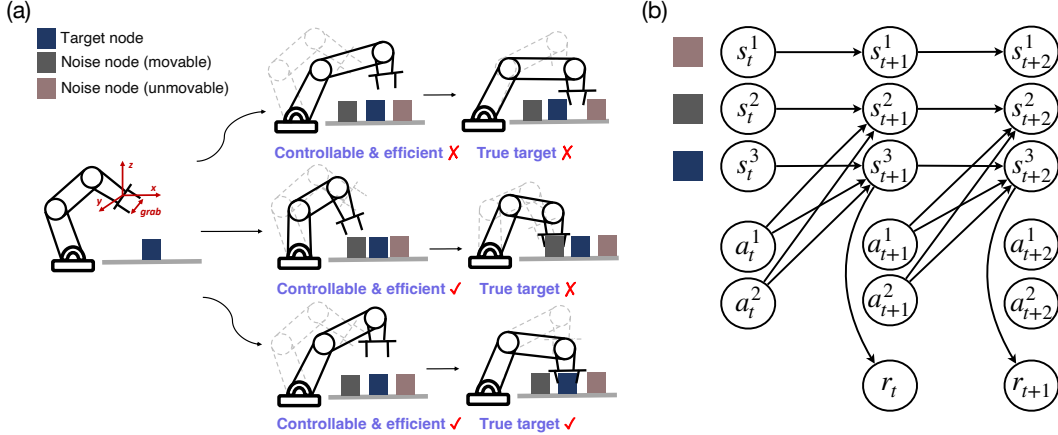 (a)
Target node
Noise node (movable)
Noise node (unmovable)
z
x
y
grab
Controllable & efficient ✗ True target ✗
Controllable & efficient ✓ True target ✗
Controllable & efficient ✓ True target ✓
(b)
s_t^1 s_{t+1}^1 s_{t+2}^1
s_t^2 s_{t+1}^2 s_{t+2}^2
s_t^3 s_{t+1}^3 s_{t+2}^3
a_t^1 a_{t+1}^1 a_{t+2}^1
a_t^2 a_{t+1}^2 a_{t+2}^2
r_t r_{t+1}